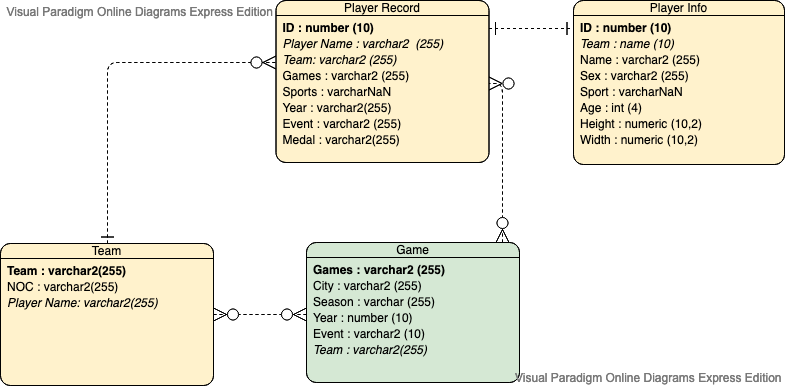 Visual Paradigm Online Diagrams Express Edition
Player Record
ID : number (10)
Player Name : varchar2 (255)
Team: varchar2 (255)
Games : varchar2 (255)
Sports : varcharNaN
Year : varchar2(255)
Event : varchar2 (255)
Medal : varchar2(255)
Player Info
ID : number (10)
Team : name (10)
Name : varchar2 (255)
Sex : varchar2 (255)
Sport : varcharNaN
Age : int (4)
Height : numeric (10,2)
Width : numeric (10,2)
Team
Team : varchar2(255)
NOC : varchar2(255)
Player Name: varchar2(255)
Game
Games : varchar2 (255)
City : varchar2 (255)
Season : varchar (255)
Year : number (10)
Event : varchar2 (10)
Team : varchar2(255)
Visual Paradigm Online Diagrams Express Edition